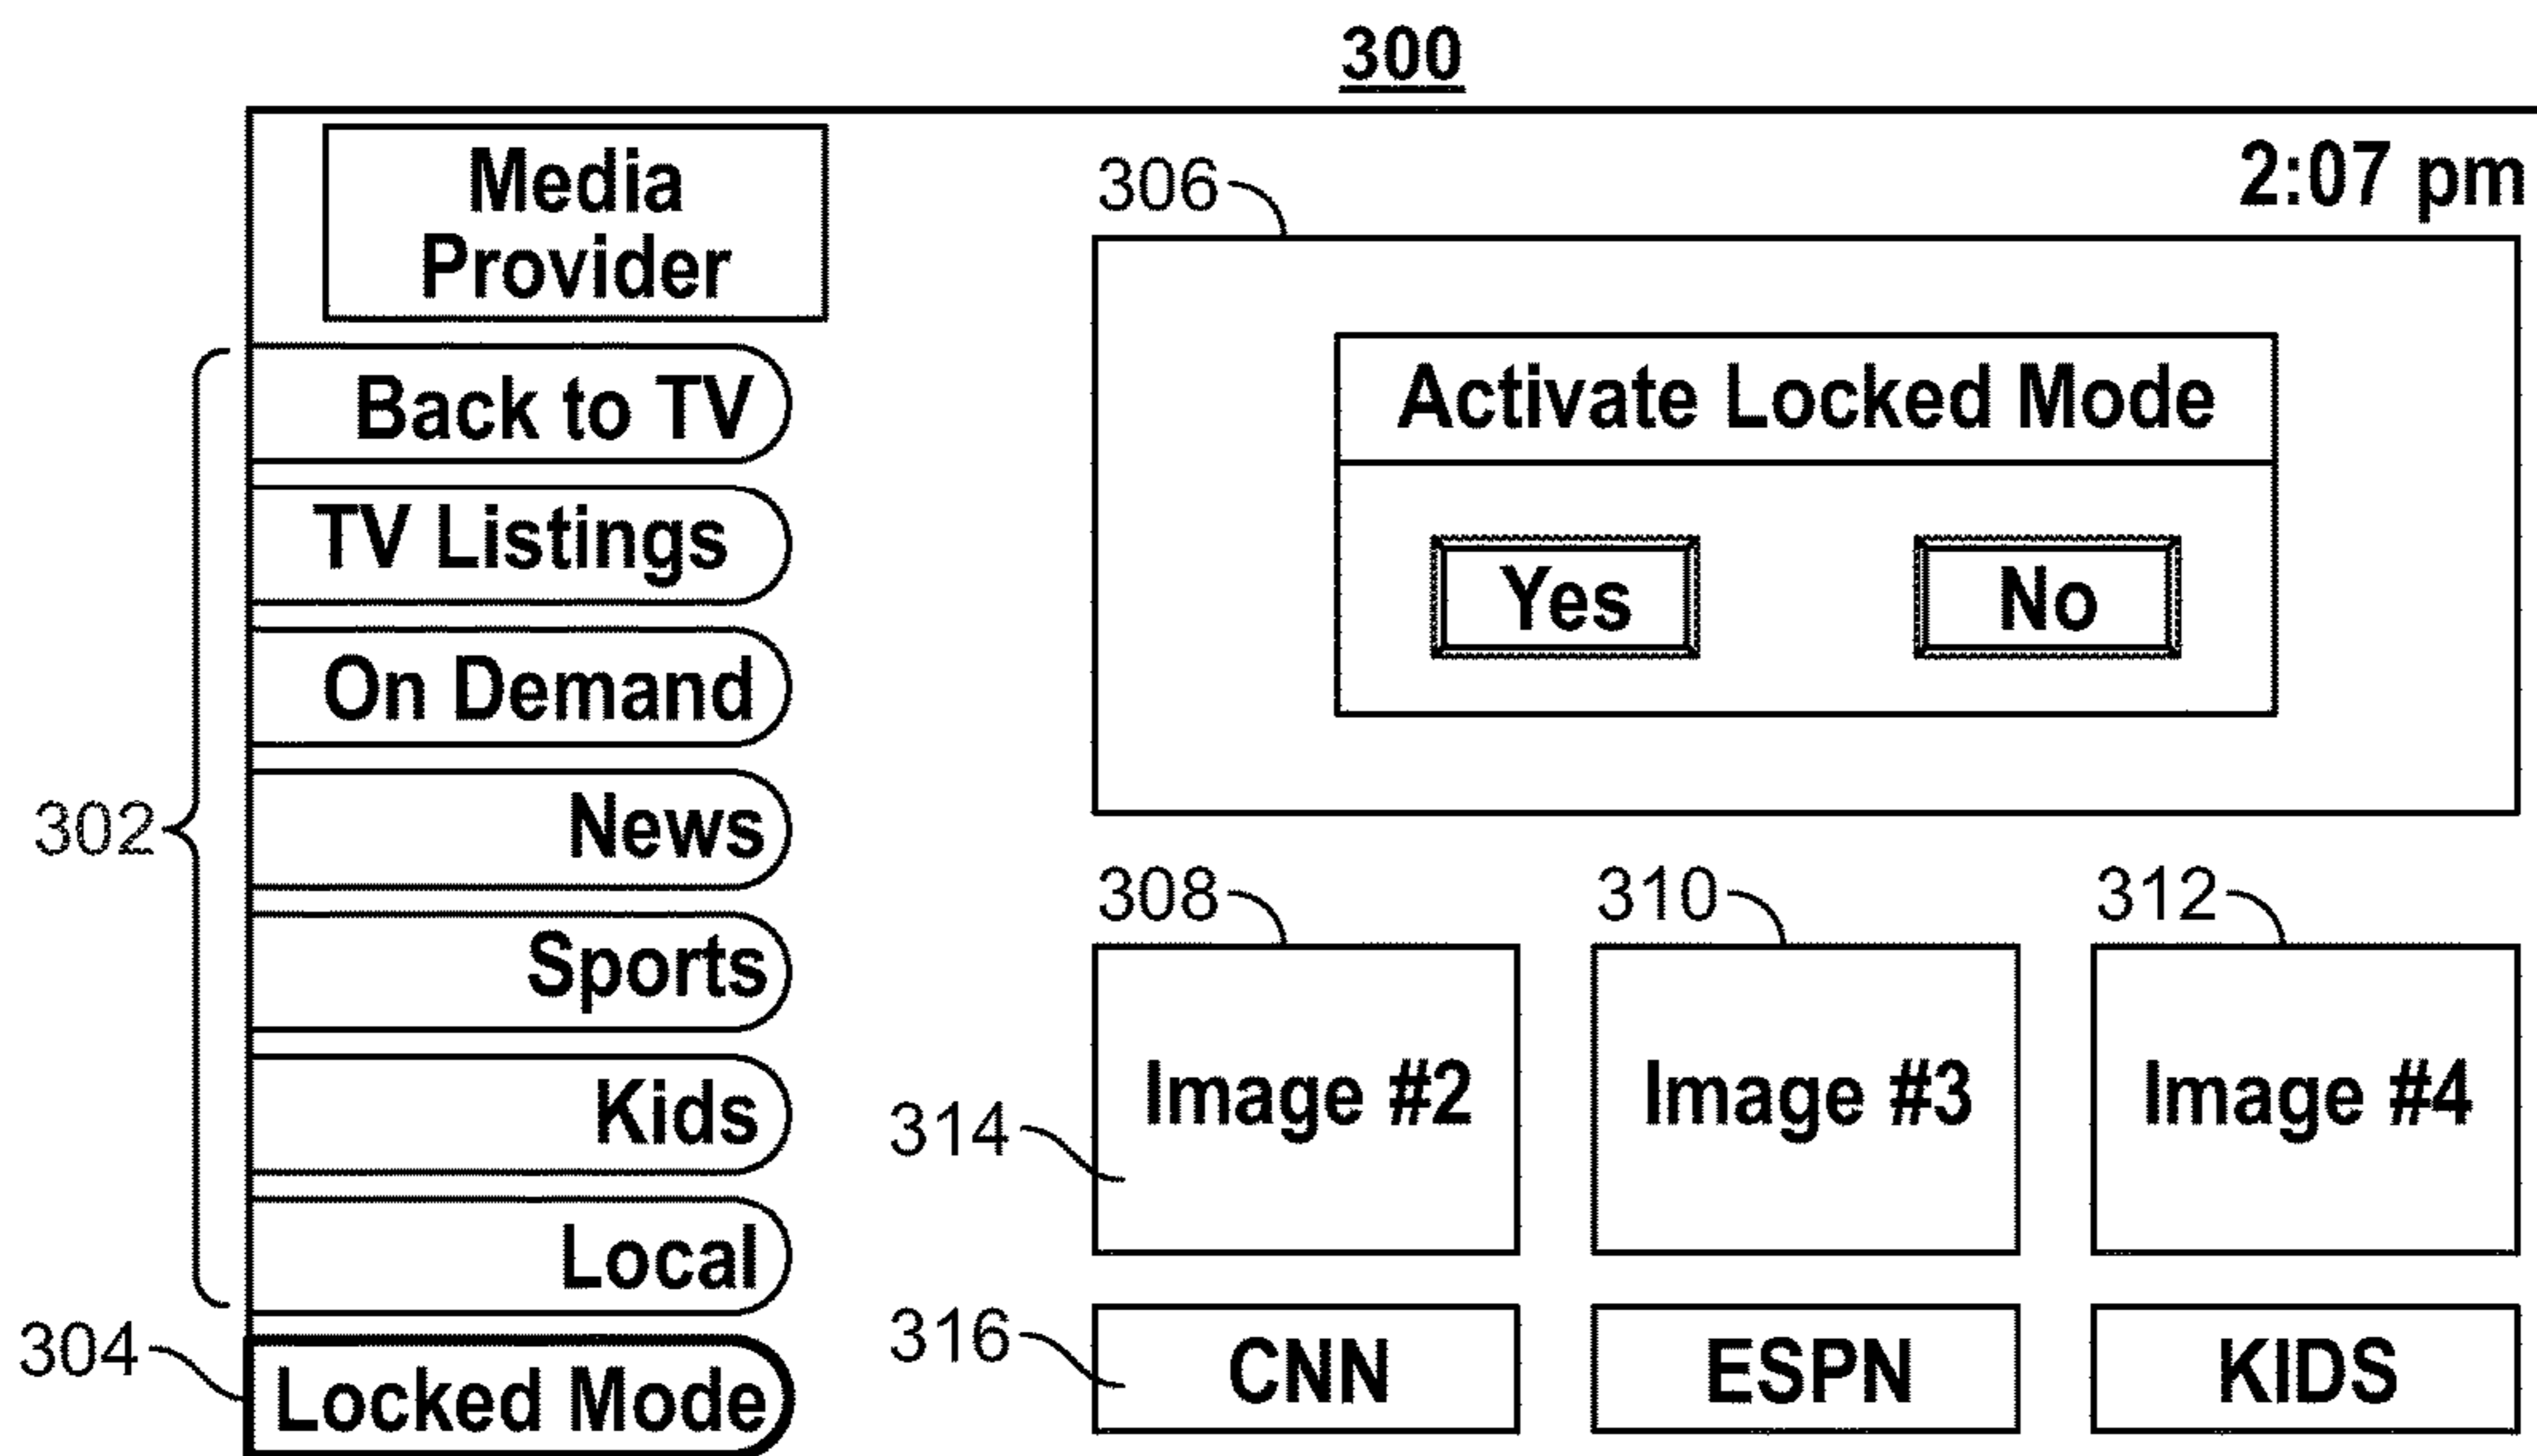 300
Media
Provider
2:07 pm
306
Back to TV
TV Listings
On Demand
News
Sports
Kids
Local
Locked Mode
302
304
Activate Locked Mode
Yes
No
308
310
312
Image #2
Image #3
Image #4
314
316
CNN
ESPN
KIDS